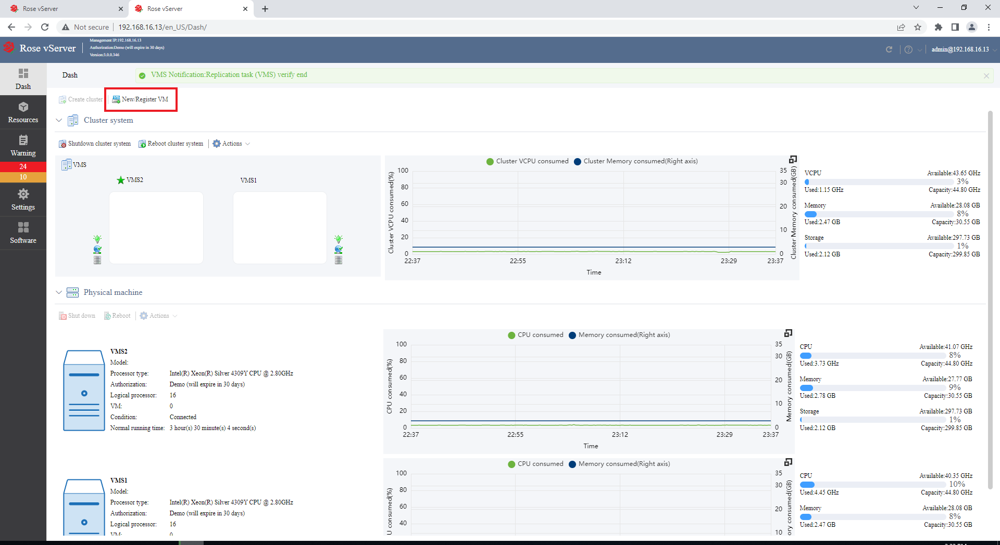 Rose vServer
Rose vServer
Not secure
192.168.16.13/en_US/Dash/
Rose vServer
Management IP:192.168.16.13
Authorization:Demo (will expire in 30 days)
Version:3.0.0.346
admin@192.168.16.13
Dash
Resources
Warning
24
10
Settings
Software
Dash
VMS Notification:Replication task (VMS) verify end
Create cluster
New/Register VM
Cluster system
Shutdown cluster system
Reboot cluster system
Actions
VMS
VMS2
VMS1
Cluster VCPU consumed
Cluster Memory consumed(Right axis)
Cluster VCPU consumed(%)
100
80
60
40
20
0
35
30
20
10
0
Cluster Memory consumed(GB)
22:37
22:55
23:12
23:29
23:37
Time
VCPU
Available:43.65 GHz
3%
Used:1.15 GHz
Capacity:44.80 GHz
Memory
Available:28.08 GB
8%
Used:2.47 GB
Capacity:30.55 GB
Storage
Available:297.73 GB
1%
Used:2.12 GB
Capacity:299.85 GB
Physical machine
Shut down
Reboot
Actions
VMS2
Model:
Processor type: Intel(R) Xeon(R) Silver 4309Y CPU @ 2.80GHz
Authorization: Demo (will expire in 30 days)
Logical processor: 16
VM: 0
Condition: Connected
Normal running time: 3 hour(s) 30 minute(s) 4 second(s)
CPU consumed
Memory consumed(Right axis)
CPU consumed(%)
100
80
60
40
20
0
35
30
20
10
0
Memory consumed(GB)
22:37
22:55
23:12
23:29
23:37
Time
CPU
Available:41.07 GHz
8%
Used:3.73 GHz
Capacity:44.80 GHz
Memory
Available:27.77 GB
9%
Used:2.78 GB
Capacity:30.55 GB
Storage
Available:297.73 GB
1%
Used:2.12 GB
Capacity:299.85 GB
VMS1
Model:
Processor type: Intel(R) Xeon(R) Silver 4309Y CPU @ 2.80GHz
Authorization: Demo (will expire in 30 days)
Logical processor: 16
VM: 0
CPU consumed
Memory consumed(Right axis)
U consumed(%)
100
80
60
40
35
30
20
10
ory consumed(GB)
CPU
Available:40.35 GHz
10%
Used:4.45 GHz
Capacity:44.80 GHz
Memory
Available:28.08 GB
8%
Used:2.47 GB
Capacity:30.55 GB